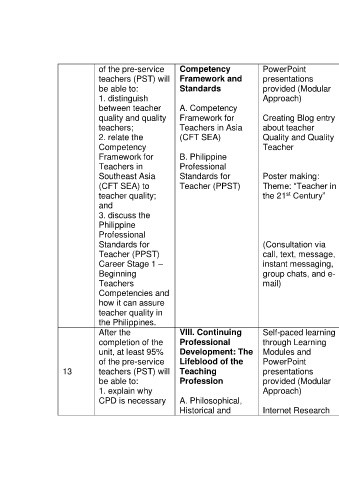 of the pre-service
teachers (PST) will
be able to:
1. distinguish
between teacher
quality and quality
teachers;
2. relate the
Competency
Framework for
Teachers in
Southeast Asia
(CFT SEA) to
teacher quality;
and
3. discuss the
Philippine
Professional
Standards for
Teacher (PPST)
Career Stage 1 –
Beginning
Teachers
Competencies and
how it can assure
teacher quality in
the Philippines.
Competency
Framework and
Standards
A. Competency
Framework for
Teachers in Asia
(CFT SEA)
B. Philippine
Professional
Standards for
Teacher (PPST)
PowerPoint
presentations
provided (Modular
Approach)
Creating Blog entry
about teacher
Quality and Quality
Teacher
Poster making:
Theme: “Teacher in
the 21st Century”
(Consultation via
call, text, message,
instant messaging,
group chats, and e-
mail)
13
After the
completion of the
unit, at least 95%
of the pre-service
teachers (PST) will
be able to:
1. explain why
CPD is necessary
VIII. Continuing
Professional
Development: The
Lifeblood of the
Teaching
Profession
A. Philosophical,
Historical and
Self-paced learning
through Learning
Modules and
PowerPoint
presentations
provided (Modular
Approach)
Internet Research